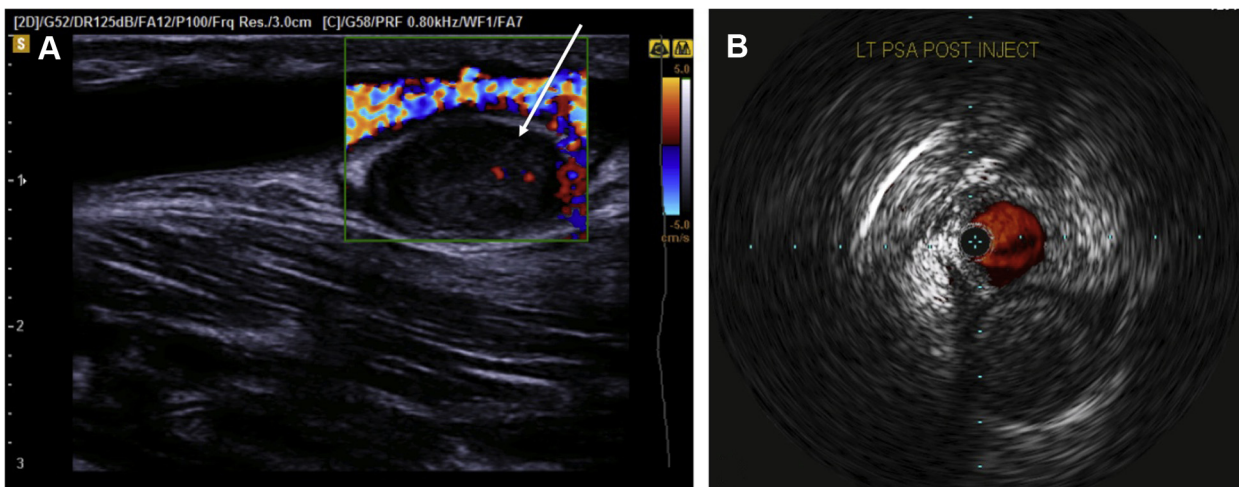 [2D]/G52/DR125dB/FA12/P100/Frq Res./3.0cm [C]/G58/PRF 0.80kHz/WF1/FA7
S
A
5.0
1
-5.0
cm/s
2
3
B
LT PSA POST INJECT